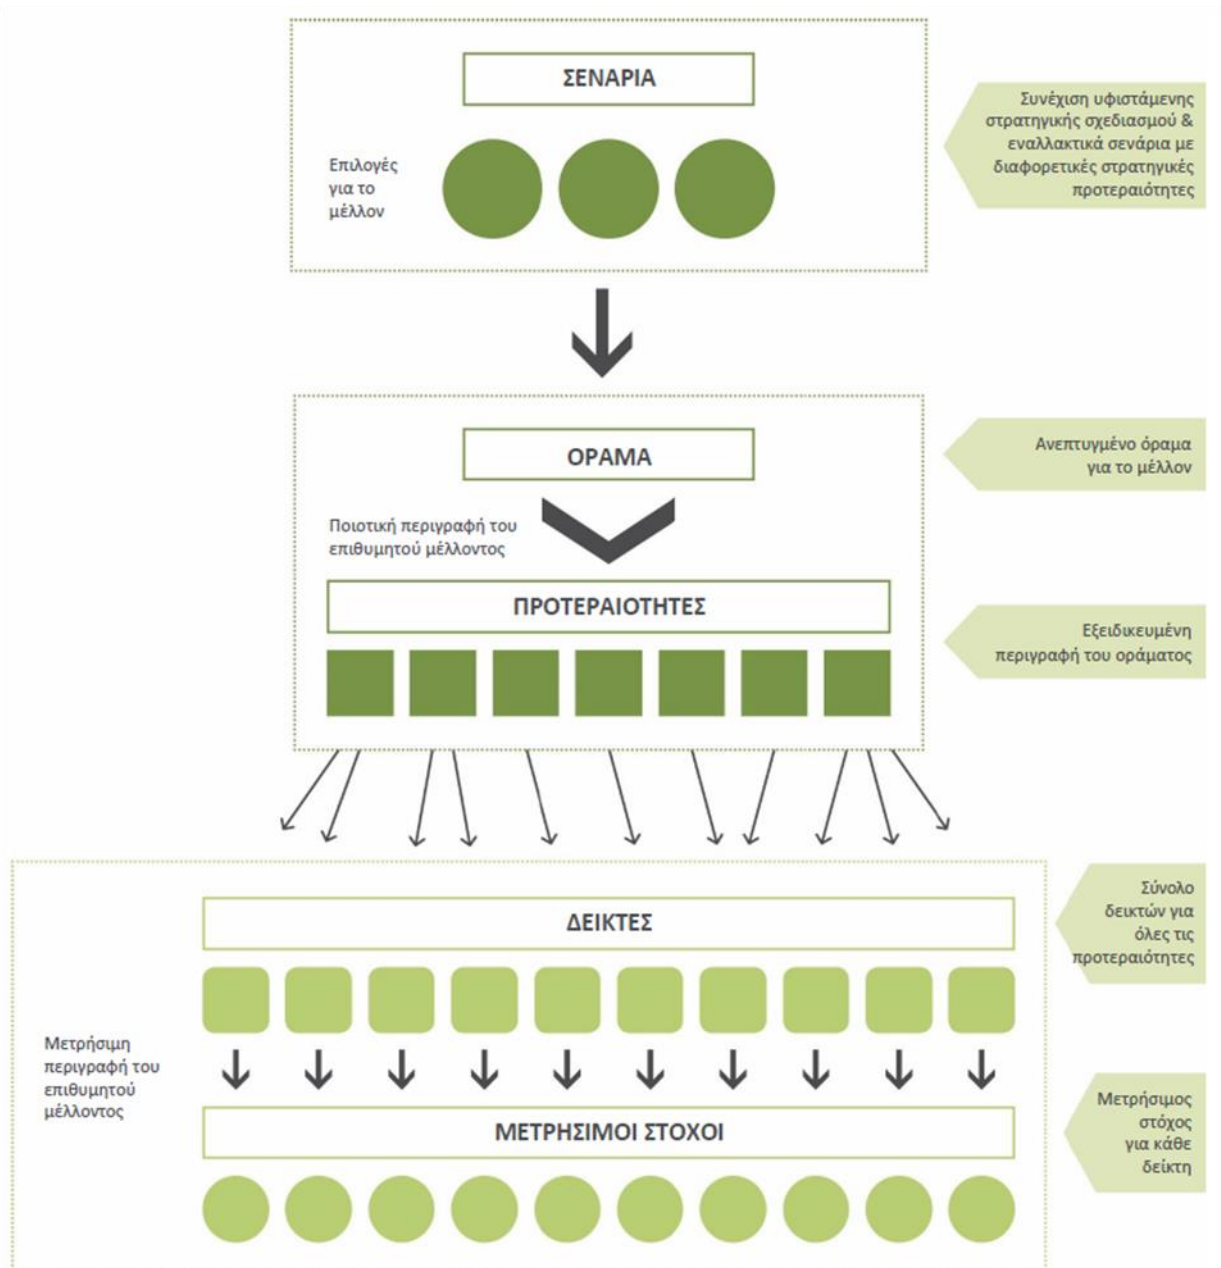 ΣΕΝΑΡΙΑ
Επιλογές
για το
μέλλον
Συνέχιση υφιστάμενης
στρατηγικής σχεδιασμού &
εναλλακτικά σενάρια με
διαφορετικές στρατηγικές
προτεραιότητες
ΟΡΑΜΑ
Ποιοτική περιγραφή του
επιθυμητού μέλλοντος
Ανεπτυγμένο όραμα
για το μέλλον
ΠΡΟΤΕΡΑΙΟΤΗΤΕΣ
Εξειδικευμένη
περιγραφή του οράματος
ΔΕΙΚΤΕΣ
Σύνολο
δεικτών για
όλες τις
προτεραιότητες
Μετρήσιμη
περιγραφή του
επιθυμητού
μέλλοντος
ΜΕΤΡΗΣΙΜΟΙ ΣΤΟΧΟΙ
Μετρήσιμος
στόχος
για κάθε
δείκτη